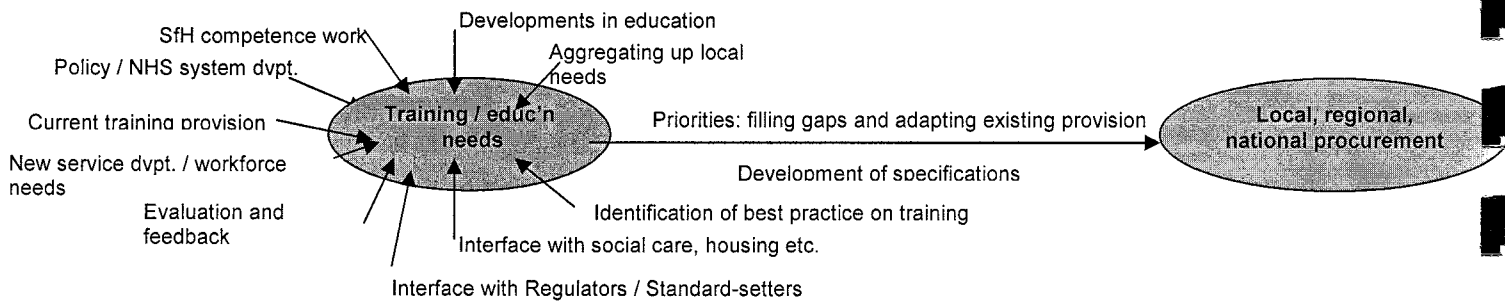 Developments in education
SfH competence work
Aggregating up local
needs
Policy / NHS system dvpt.
Training / educ'n
needs
Current training provision
New service dvpt. / workforce
needs
Evaluation and
feedback
Identification of best practice on training
Interface with social care, housing etc.
Interface with Regulators / Standard-setters
Priorities: filling gaps and adapting existing provision
Development of specifications
Local, regional,
national procurement